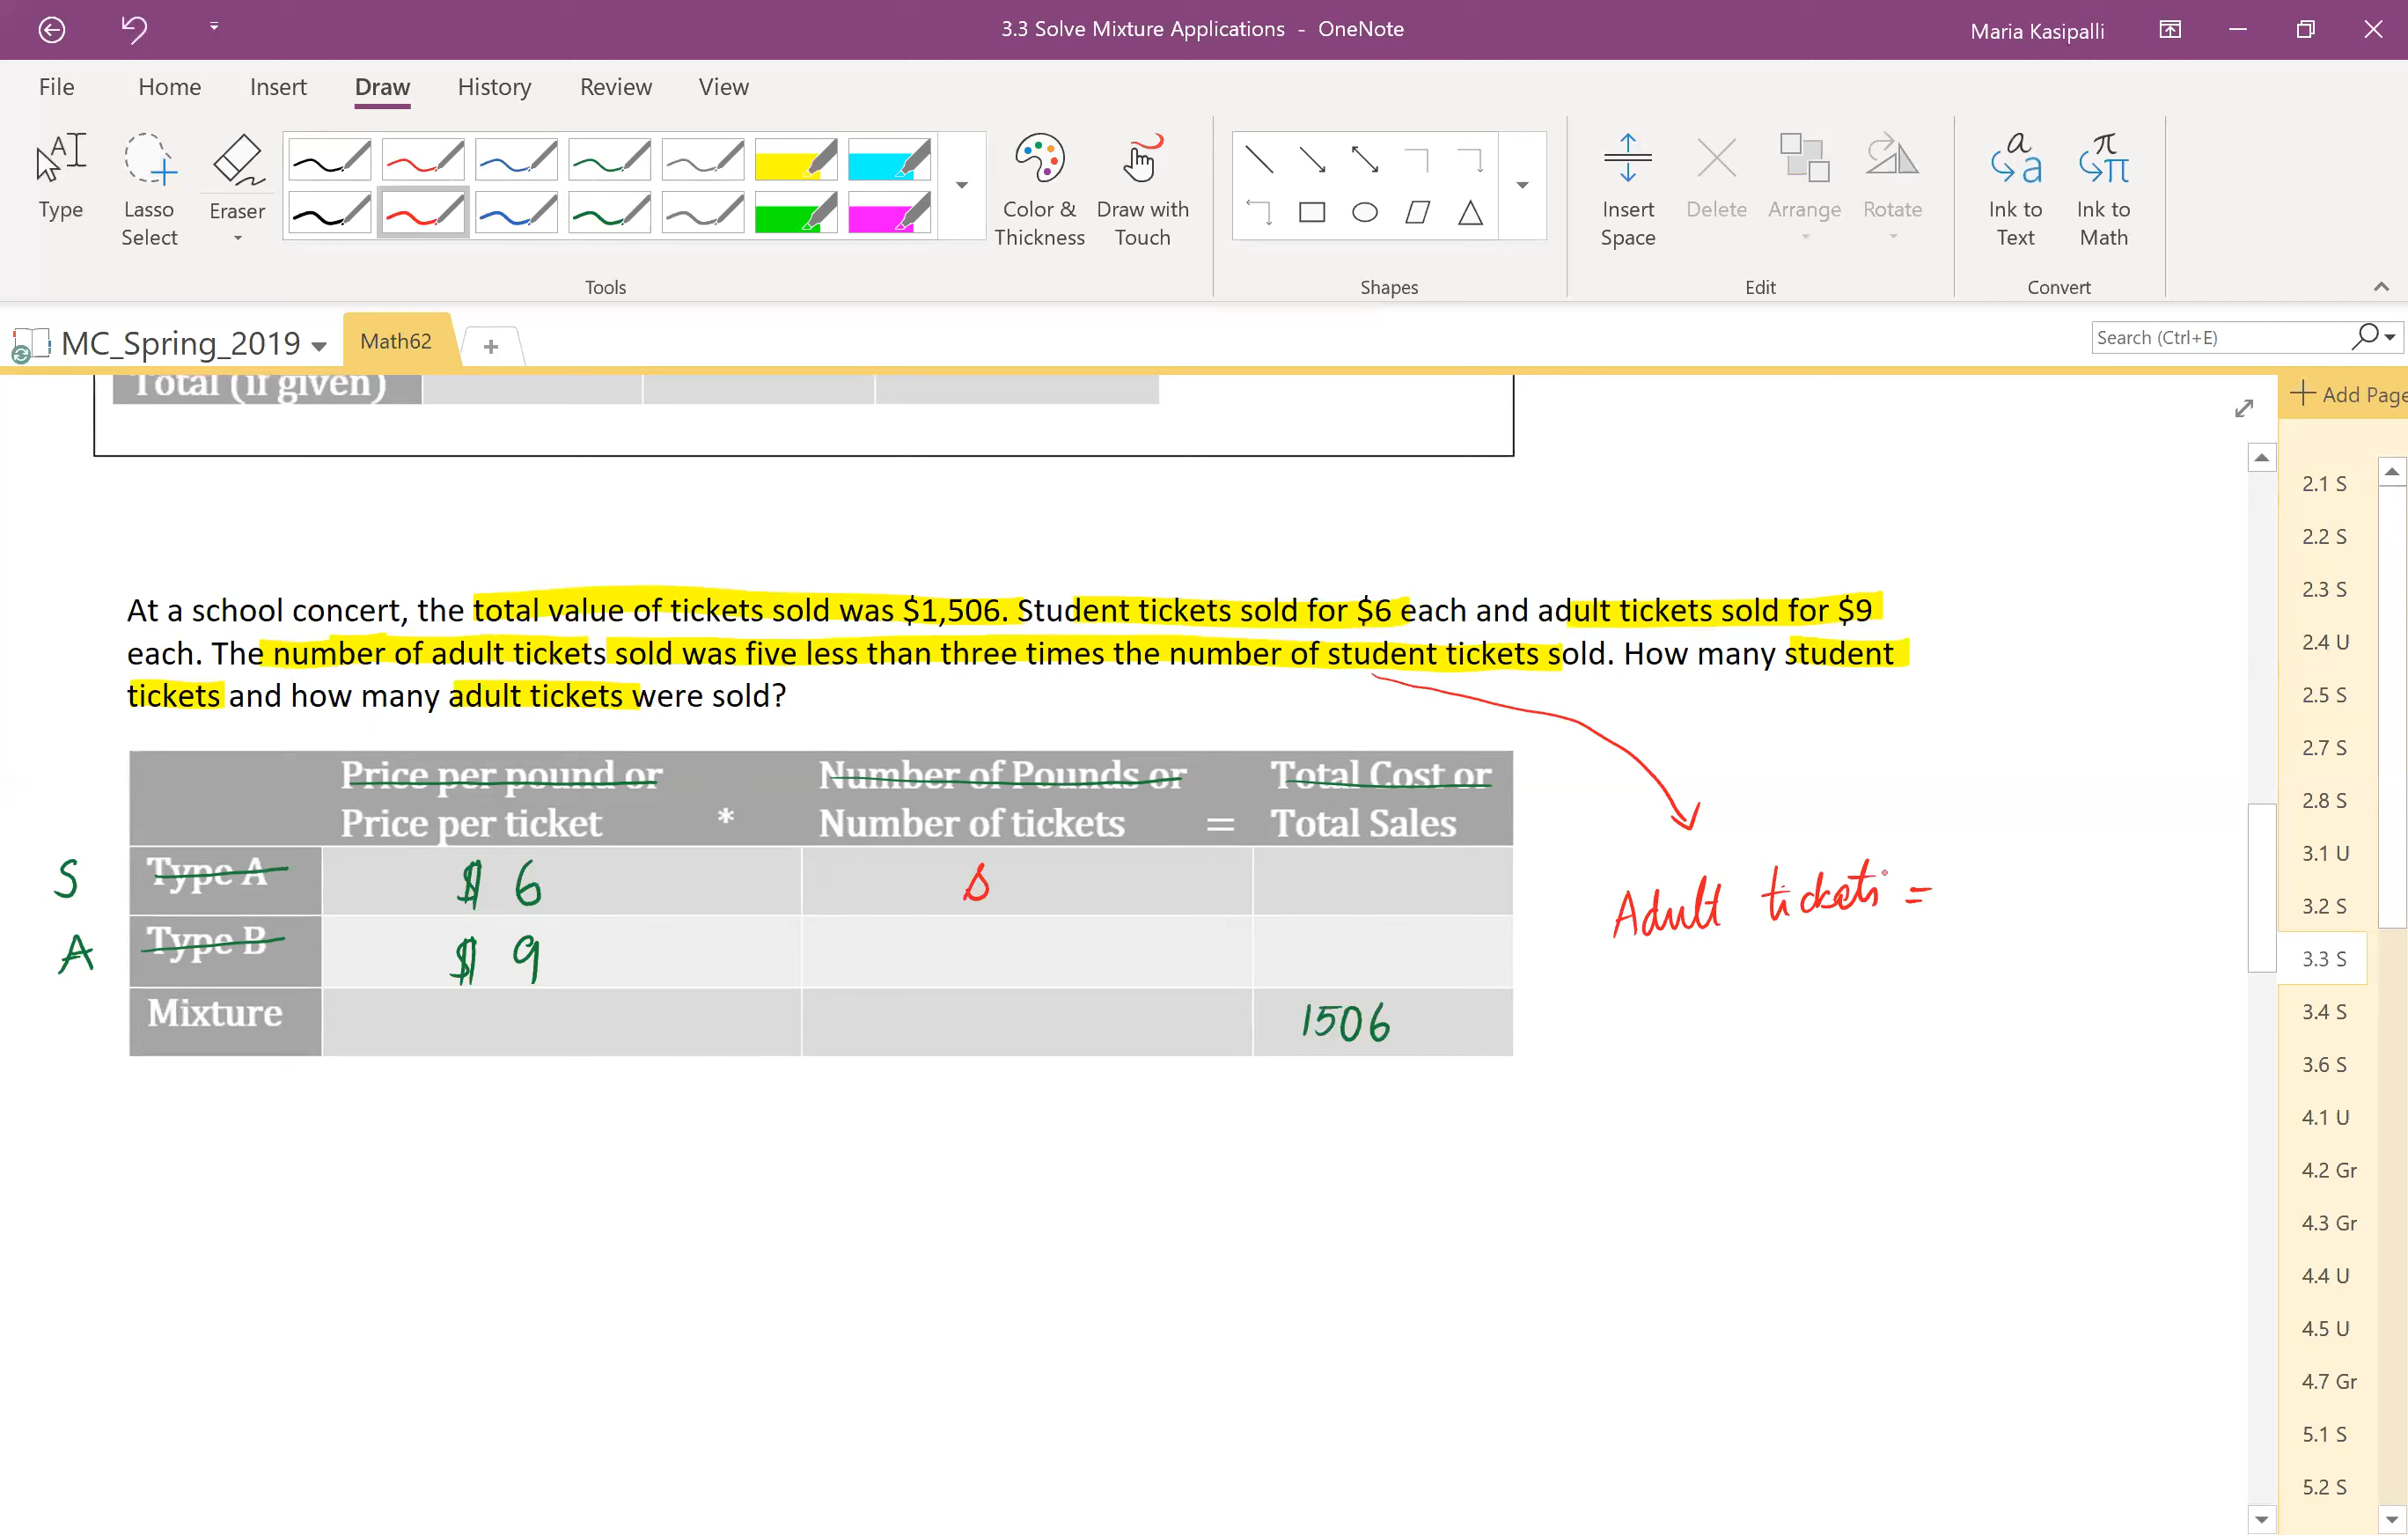 3.3 Solve Mixture Applications - OneNote
Maria Kasipalli
File Home Insert Draw History Review View
Type
Lasso Select
Eraser
Color & Thickness
Draw with Touch
Insert Space
Delete
Arrange
Rotate
Ink to Text
Ink to Math
Tools
Shapes
Edit
Convert
MC_Spring_2019
Math62
Search (Ctrl+E)
Total (if given)
Add Page
At a school concert, the total value of tickets sold was $1,506. Student tickets sold for $6 each and adult tickets sold for $9
each. The number of adult tickets sold was five less than three times the number of student tickets sold. How many student
tickets and how many adult tickets were sold?
Price per pound or Number of Pounds or Total Cost or
Price per ticket * Number of tickets = Total Sales
S Type A $ 6 s
A Type B $ 9
Mixture 1506
Adult tickets =
2.1 S
2.2 S
2.3 S
2.4 U
2.5 S
2.7 S
2.8 S
3.1 U
3.2 S
3.3 S
3.4 S
3.6 S
4.1 U
4.2 Gr
4.3 Gr
4.4 U
4.5 U
4.7 Gr
5.1 S
5.2 S